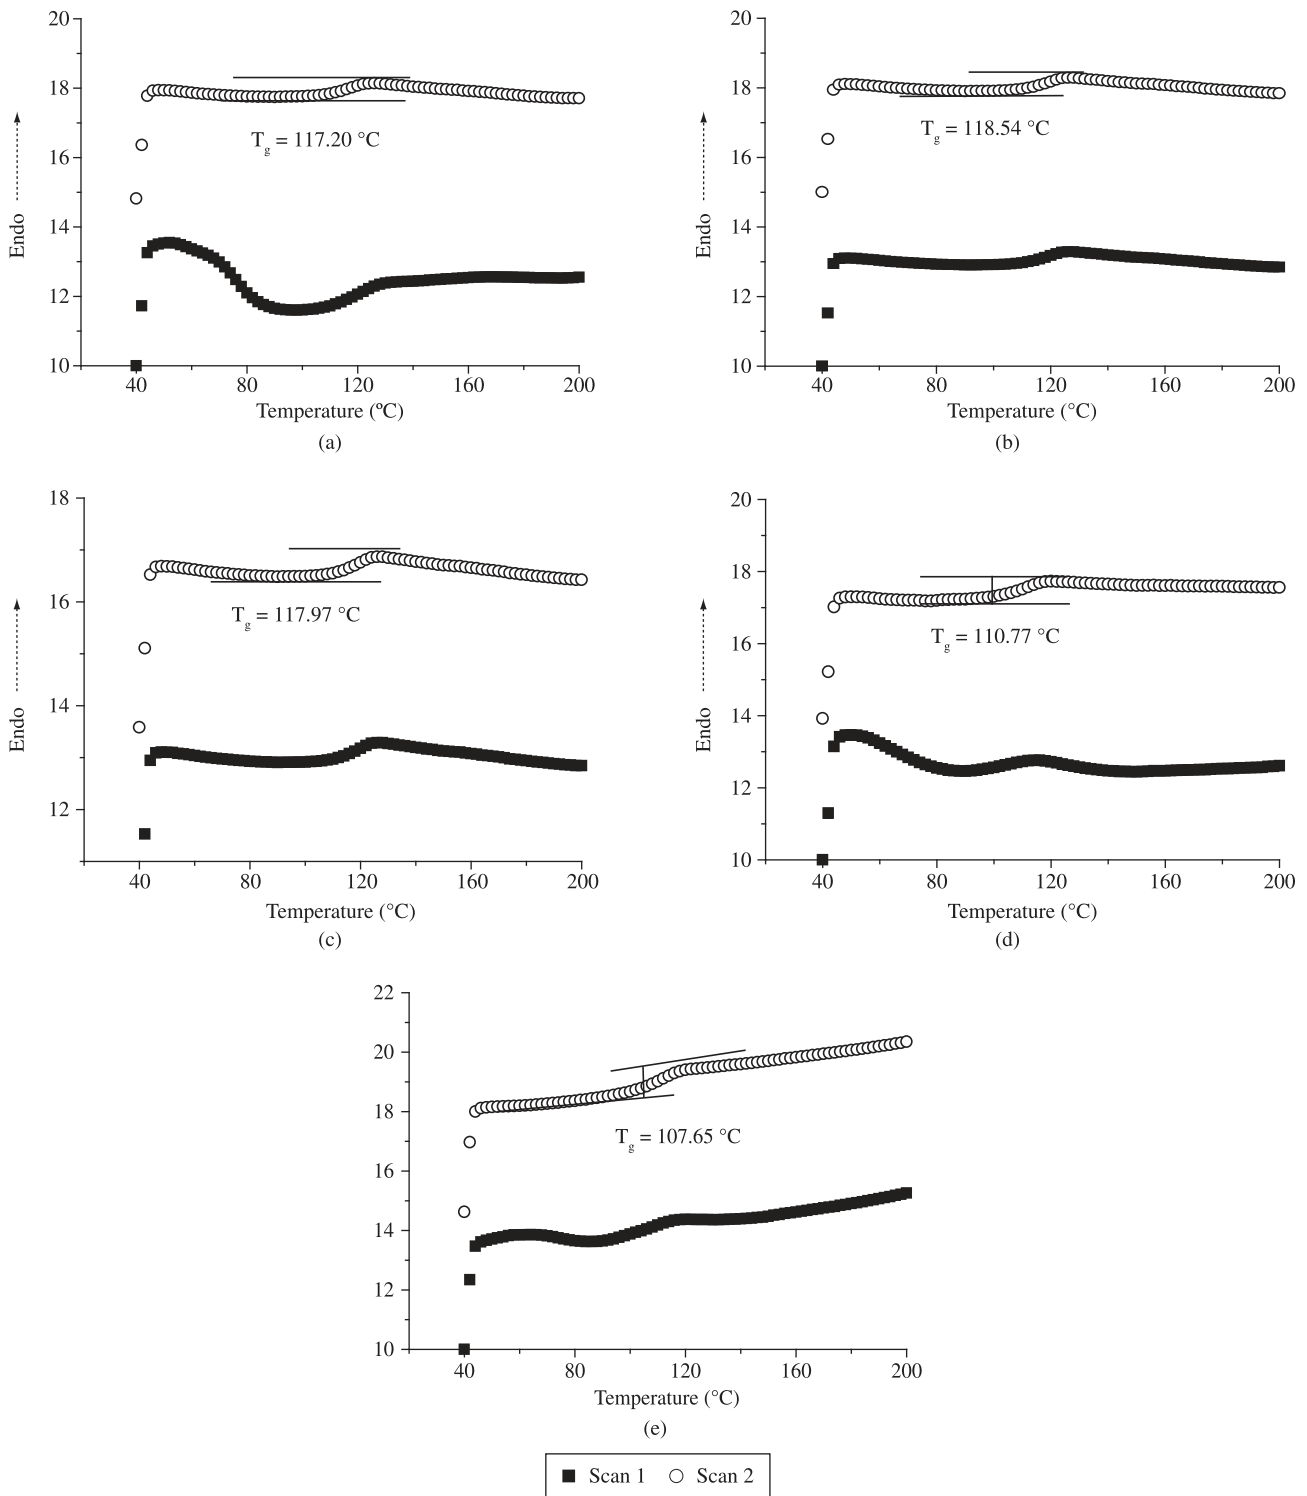 20
18
16
14
12
10
Endo
T_g = 117.20 °C
40 80 120 160 200
Temperature (ºC)
(a)
20
18
16
14
12
10
Endo
T_g = 118.54 °C
40 80 120 160 200
Temperature (°C)
(b)
18
16
14
12
Endo
T_g = 117.97 °C
40 80 120 160 200
Temperature (°C)
(c)
20
18
16
14
12
10
Endo
T_g = 110.77 °C
40 80 120 160 200
Temperature (°C)
(d)
22
20
18
16
14
12
10
T_g = 107.65 °C
40 80 120 160 200
Temperature (°C)
(e)
Scan 1 Scan 2